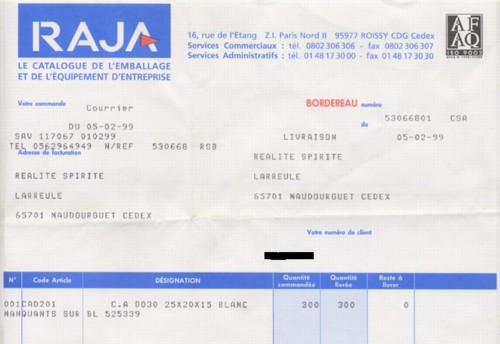 RAJA
LE CATALOGUE DE L'EMBALLAGE
ET DE L'ÉQUIPEMENT D'ENTREPRISE
16, rue de l'Etang Z.I. Paris Nord II 95977 ROISSY CDG Cedex
Services Commerciaux : tél. 0802 306 306 - fax 0802 306 307
Services Administratifs : tél. 01 48 17 30 00 - fax 01 48 17 30 30
AFAQ
ISO 9002
Votre commande Courrier
DU 05-02-99
SAV 117067 010299
TEL 0562964949 N/REF 530668 RSB
Adresse de facturation
REALITE SPIRITE
LARREULE
65701 MAUDOURGUET CEDEX
BORDEREAU numéro 53066801 CSA
de LIVRAISON 05-02-99
REALITE SPIRITE
LARREULE
65701 MAUDOURGUET CEDEX
Votre numéro de client
N° Code Article DÉSIGNATION Quantité commandée Quantité livrée Reste à livrer
001CAD201 C.A DD30 25X20X15 BLANC 300 300 0
MANQUANTS SUR BL 525339